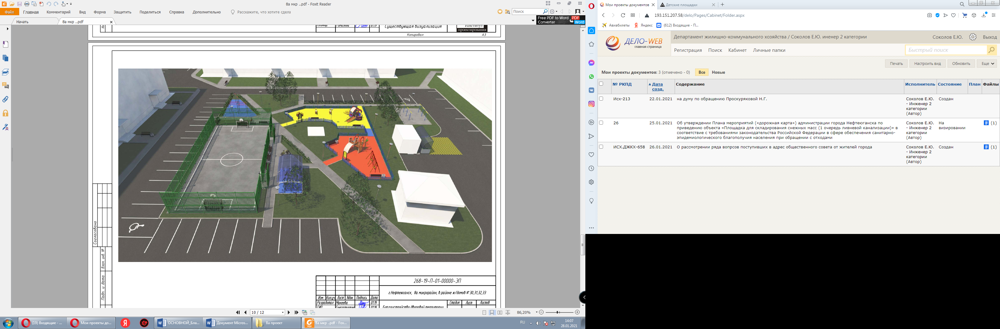 8а мкр ..pdf - Foxit Reader
Файл Главная Комментарий Вид Форма Защитить Поделиться Справка Дополнительно Расскажите, что хотите сделать Поиск
Начать 8а мкр ..pdf
Free PDF to Word PDF
Converter Word
Существующая визуализация
Институт
проектирования
Копировал А3
Согласовано
Взам. инв. №
Подп. и дата
268-19-П-01-00000-ЭП
г.Нефтеюганск, 8а микрорайон, в районе ж/домов № 30,31,32,33
Изм. Кол.уч Лист Nдок. Подпись Дата
Разработал Макеева 01.19 Стадия Лист Листов
Благоустройство дворовой территории
10 / 12
86,20%
Мои проекты документов
Детские площадки
193.151.207.58/delo/Pages/Cabinet/Folder.aspx
Авиабилеты Яндекс (612) Входящие - П...
ДЕЛО-WEB
главная страница
Департамент жилищно-коммунального хозяйства / Соколов Е.Ю. иненер 2 категории
Соколов Е.Ю. Выход
Регистрация Поиск Кабинет Личные папки
Быстрый поиск
Печать Настроить вид Обновить Еще
Мои проекты документов: 3 (отмечено - 0) Все Новые
№ РКПД Дата созд. Содержание Исполнитель Состояние План Файлы
Исх-213 22.01.2021 на думу по обращению Проскуряковой Н.Г. Соколов Е.Ю. Создан
- Инженер 2
категории
(Автор)
26 25.01.2021 Об утверждении Плана мероприятий («дорожная карта») администрации города Нефтеюганска по Соколов Е.Ю. На (1)
приведению объекта «Площадка для складирования снежных масс (1 очередь ливневой канализации)» в - Инженер 2 визировании
соответствие с требованиями законодательства Российской Федерации в сфере обеспечения санитарно- категории
эпидемиологического благополучия населения при обращении с отходами (Автор)
ИСХ.ДЖКХ-658 26.01.2021 О рассмотрении ряда вопрсов поступивших в адрес общественного совета от жителей города Соколов Е.Ю. Создан (1)
- Инженер 2
категории
(Автор)
(19) Входящие - ... Мои проекты до... ОСНОВНОЙ_Бла... Документ Micros... 8а проект 8а мкр ..pdf - Fox...
RU
14:07
28.01.2021